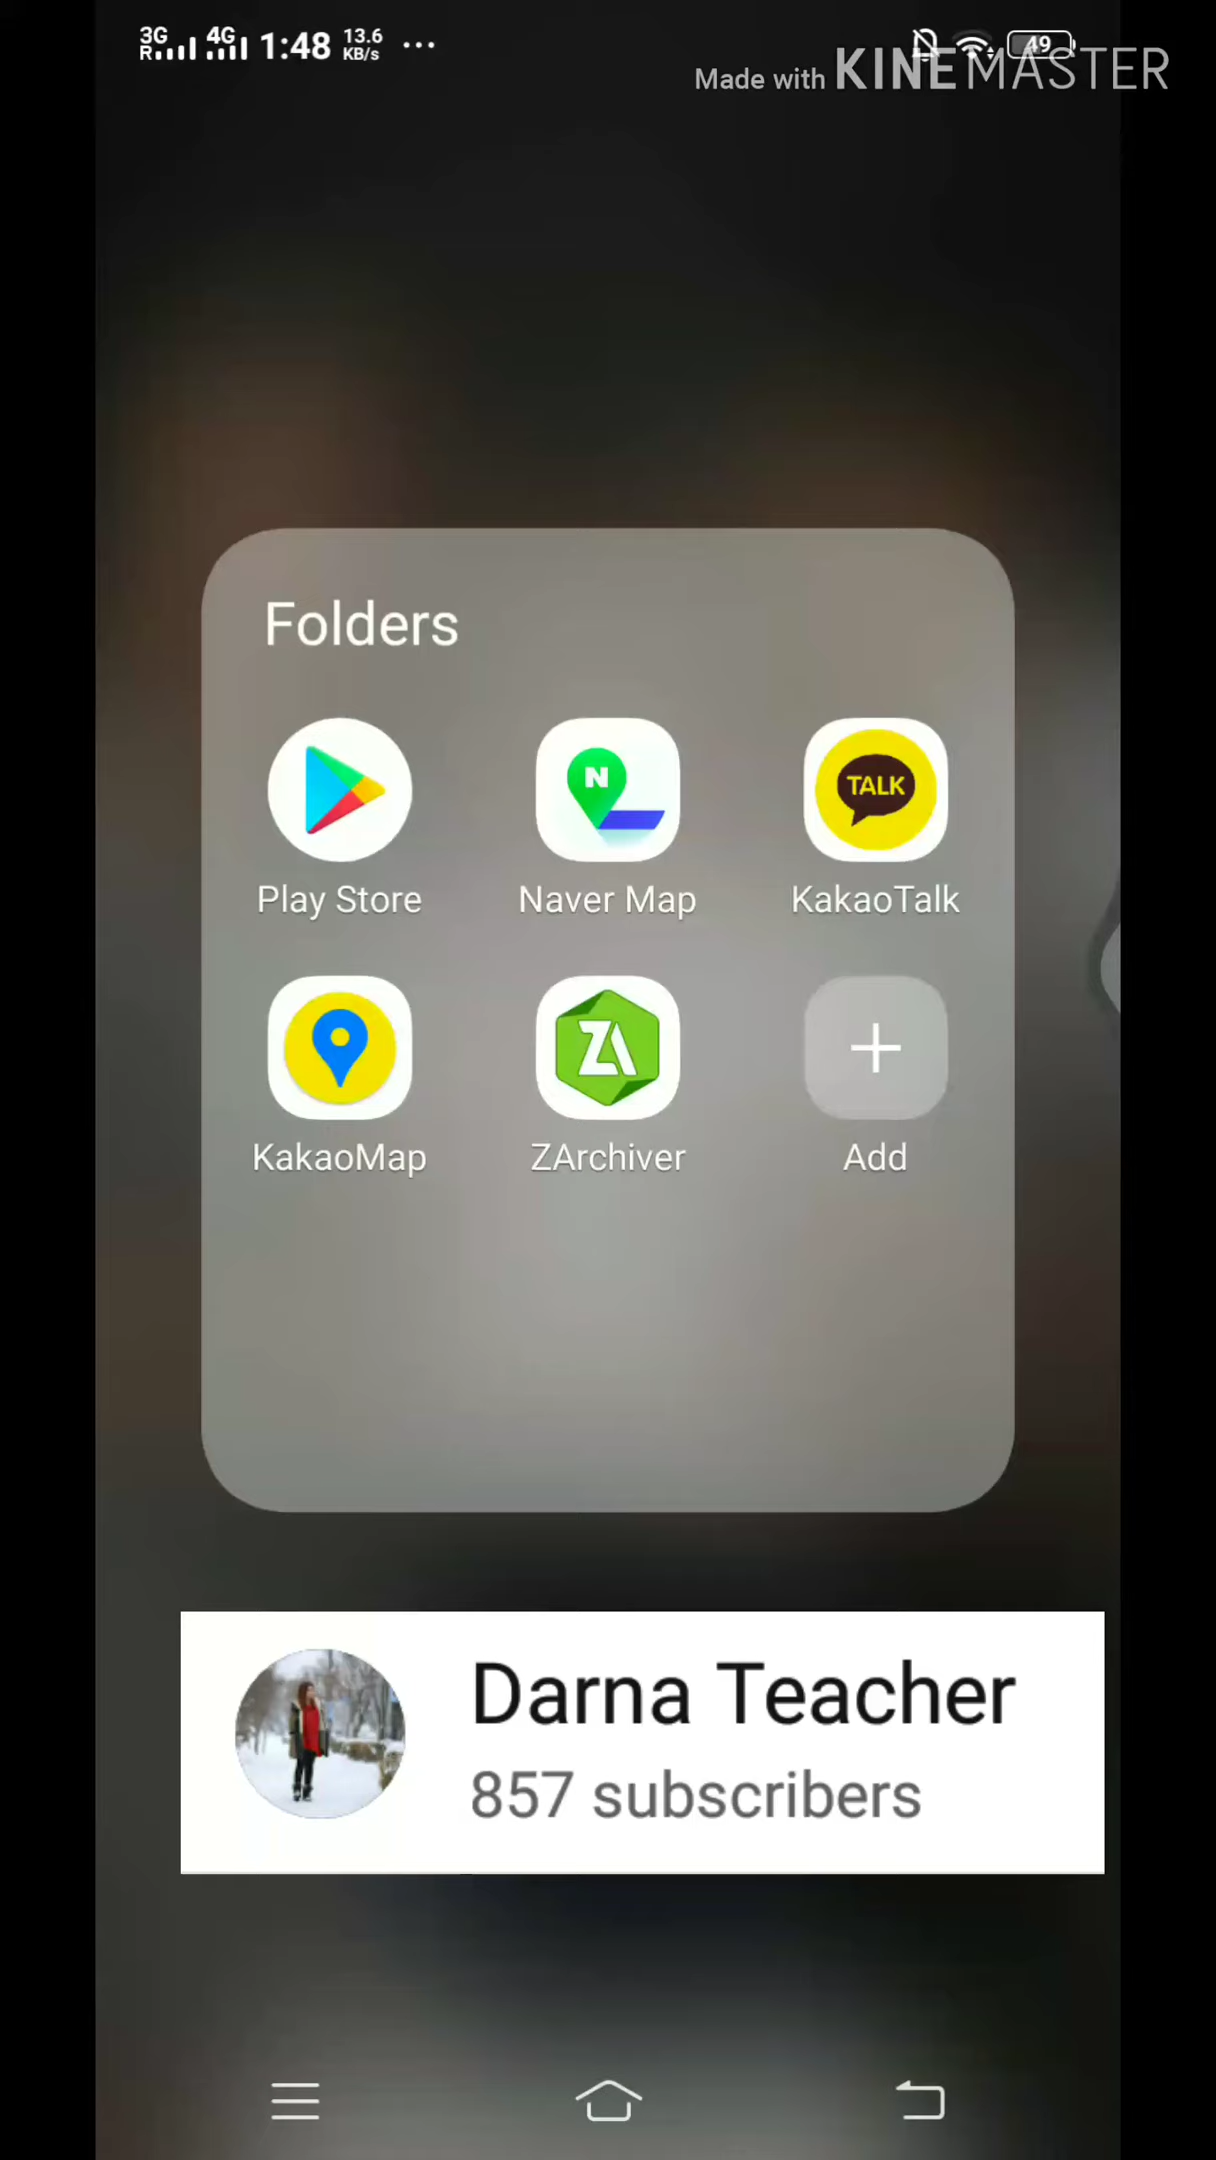 3G R 4G 1:48 13.6 KB/s ... 49
Made with KINEMASTER
Folders
N TALK
Play Store Naver Map KakaoTalk
ZA
KakaoMap ZArchiver Add
Darna Teacher
857 subscribers